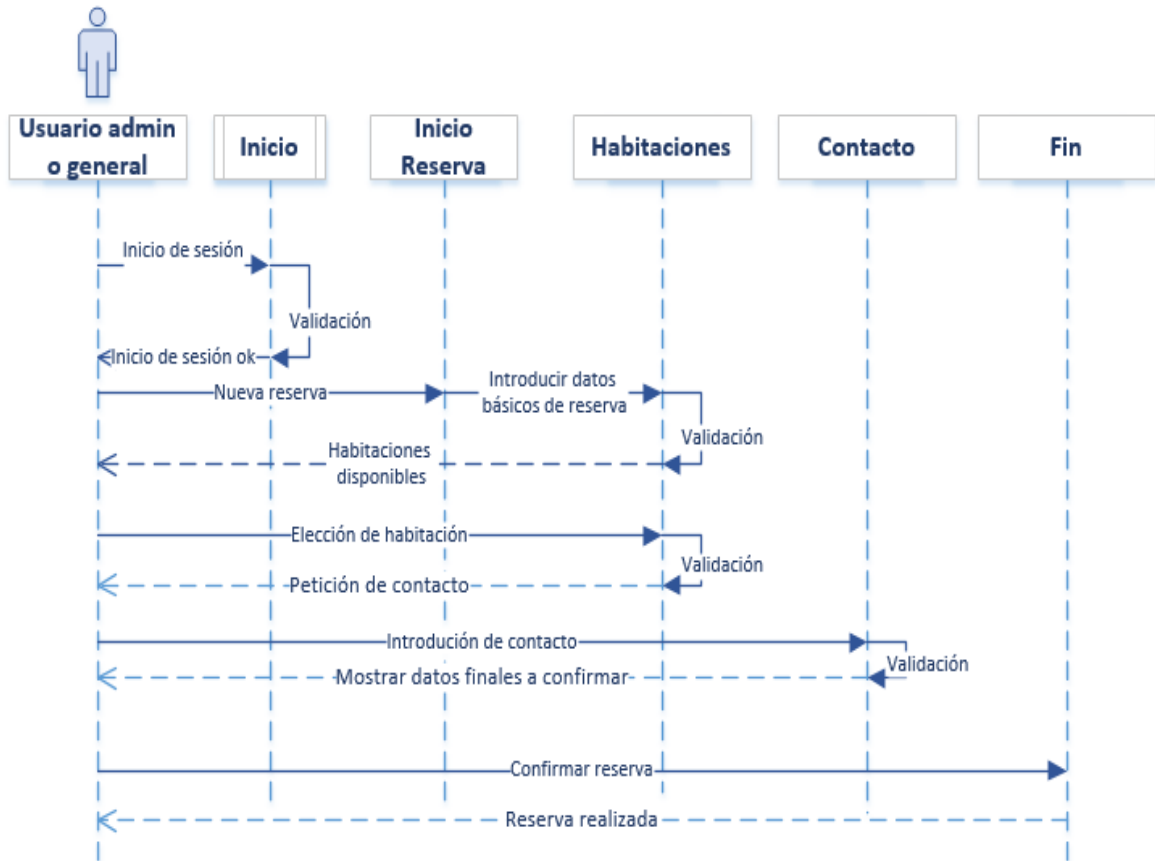 Usuario admin
o general
Inicio
Inicio
Reserva
Habitaciones
Contacto
Fin
Inicio de sesión
Validación
Inicio de sesión ok
Nueva reserva
Introducir datos
básicos de reserva
Validación
Habitaciones
disponibles
Elección de habitación
Validación
Petición de contacto
Introdución de contacto
Validación
Mostrar datos finales a confirmar
Confirmar reserva
Reserva realizada